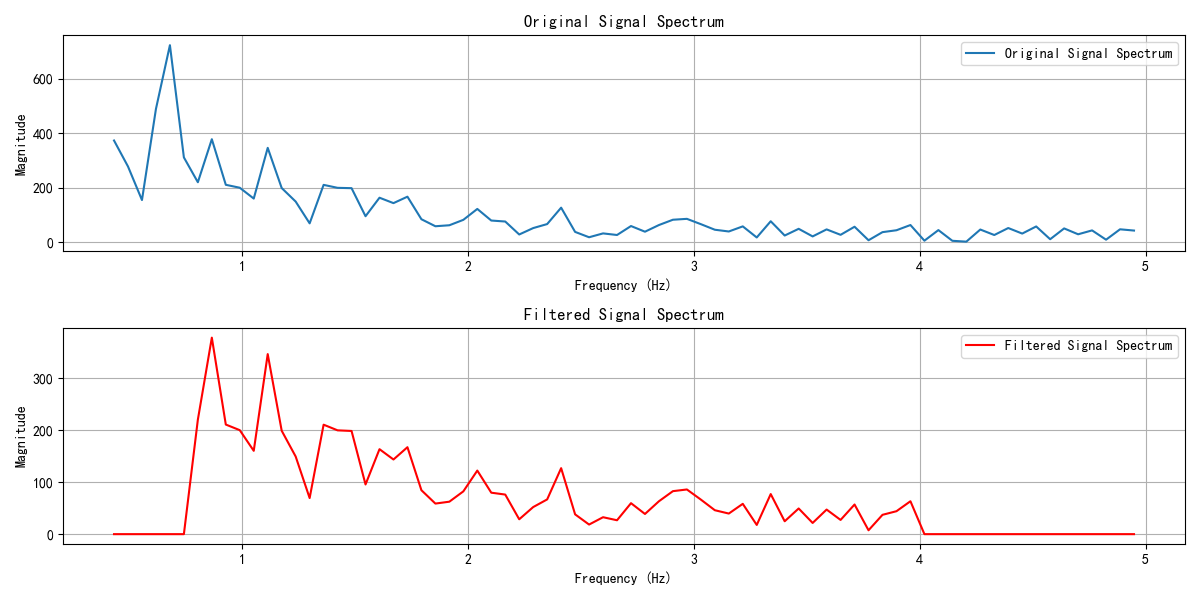 Original Signal Spectrum
Original Signal Spectrum
600
400
200
0
Magnitude
1 2 3 4 5
Frequency (Hz)
Filtered Signal Spectrum
Filtered Signal Spectrum
300
200
100
0
Magnitude
1 2 3 4 5
Frequency (Hz)